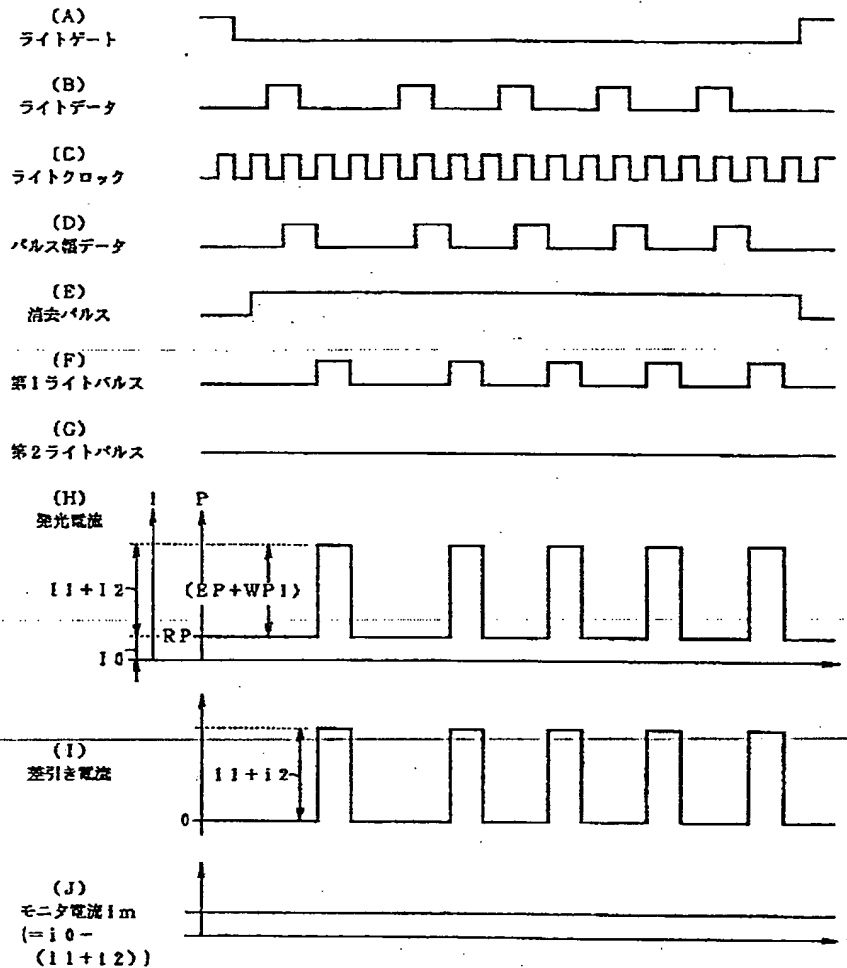 (A)
ライトゲート
(B)
ライトデータ
(C)
ライトクロック
(D)
パルス幅データ
(E)
消去パルス
(F)
第1ライトパルス
(G)
第2ライトパルス
(H)
発光電流
I
P
I1+I2
(EP+WP1)
RP
I0
(I)
差引き電流
i1+i2
0
(J)
モニタ電流im
(=i0-
(i1+i2))